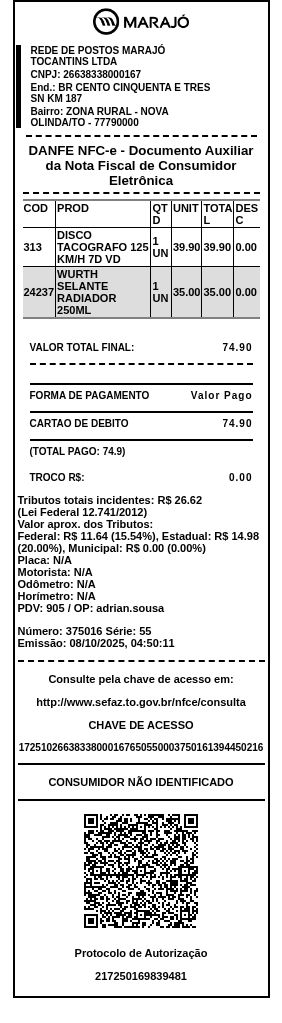 MARAJÓ
REDE DE POSTOS MARAJÓ
TOCANTINS LTDA
CNPJ: 26638338000167
End.: BR CENTO CINQUENTA E TRES
SN KM 187
Bairro: ZONA RURAL - NOVA
OLINDA/TO - 77790000
DANFE NFC-e - Documento Auxiliar
da Nota Fiscal de Consumidor
Eletrônica
COD PROD QTD UNIT TOTAL DESC
313 DISCO TACOGRAFO 125 KM/H 7D VD 1 UN 39.90 39.90 0.00
24237 WURTH SELANTE RADIADOR 250ML 1 UN 35.00 35.00 0.00
VALOR TOTAL FINAL: 74.90
FORMA DE PAGAMENTO Valor Pago
CARTAO DE DEBITO 74.90
(TOTAL PAGO: 74.9)
TROCO R$: 0.00
Tributos totais incidentes: R$ 26.62
(Lei Federal 12.741/2012)
Valor aprox. dos Tributos:
Federal: R$ 11.64 (15.54%), Estadual: R$ 14.98
(20.00%), Municipal: R$ 0.00 (0.00%)
Placa: N/A
Motorista: N/A
Odômetro: N/A
Horímetro: N/A
PDV: 905 / OP: adrian.sousa
Número: 375016 Série: 55
Emissão: 08/10/2025, 04:50:11
Consulte pela chave de acesso em:
http://www.sefaz.to.gov.br/nfce/consulta
CHAVE DE ACESSO
17251026638338000167650550003750161394450216
CONSUMIDOR NÃO IDENTIFICADO
Protocolo de Autorização
217250169839481